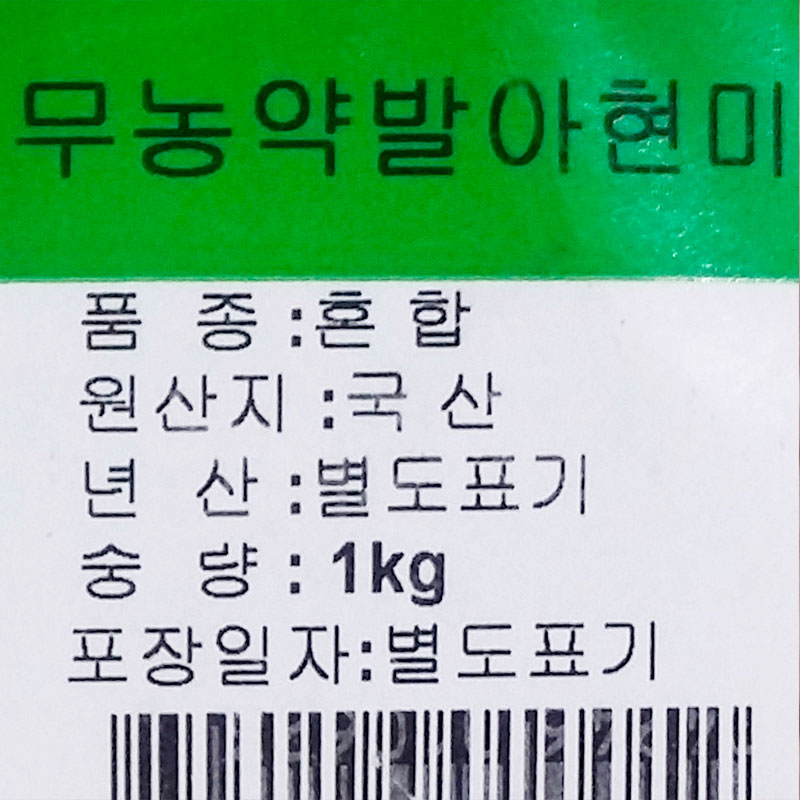 무농약발아현미
품 종 :혼 합
원산지 :국 산
년 산 :별도표기
숭 량 : 1kg
포장일자:별도표기